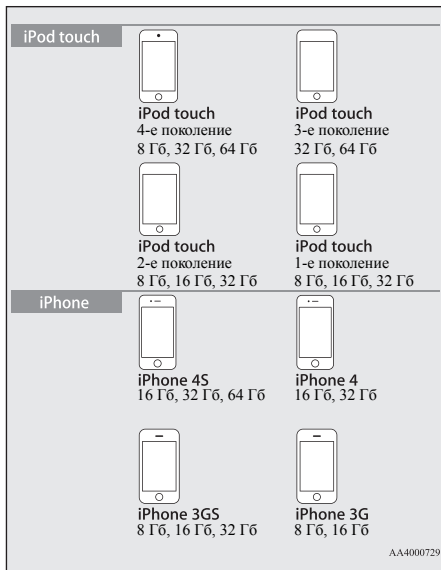 iPod touch
iPod touch
4-е поколение
8 Гб, 32 Гб, 64 Гб
iPod touch
3-е поколение
32 Гб, 64 Гб
iPod touch
2-е поколение
8 Гб, 16 Гб, 32 Гб
iPod touch
1-е поколение
8 Гб, 16 Гб, 32 Гб
iPhone
iPhone 4S
16 Гб, 32 Гб, 64 Гб
iPhone 4
16 Гб, 32 Гб
iPhone 3GS
8 Гб, 16 Гб, 32 Гб
iPhone 3G
8 Гб, 16 Гб
AA4000729